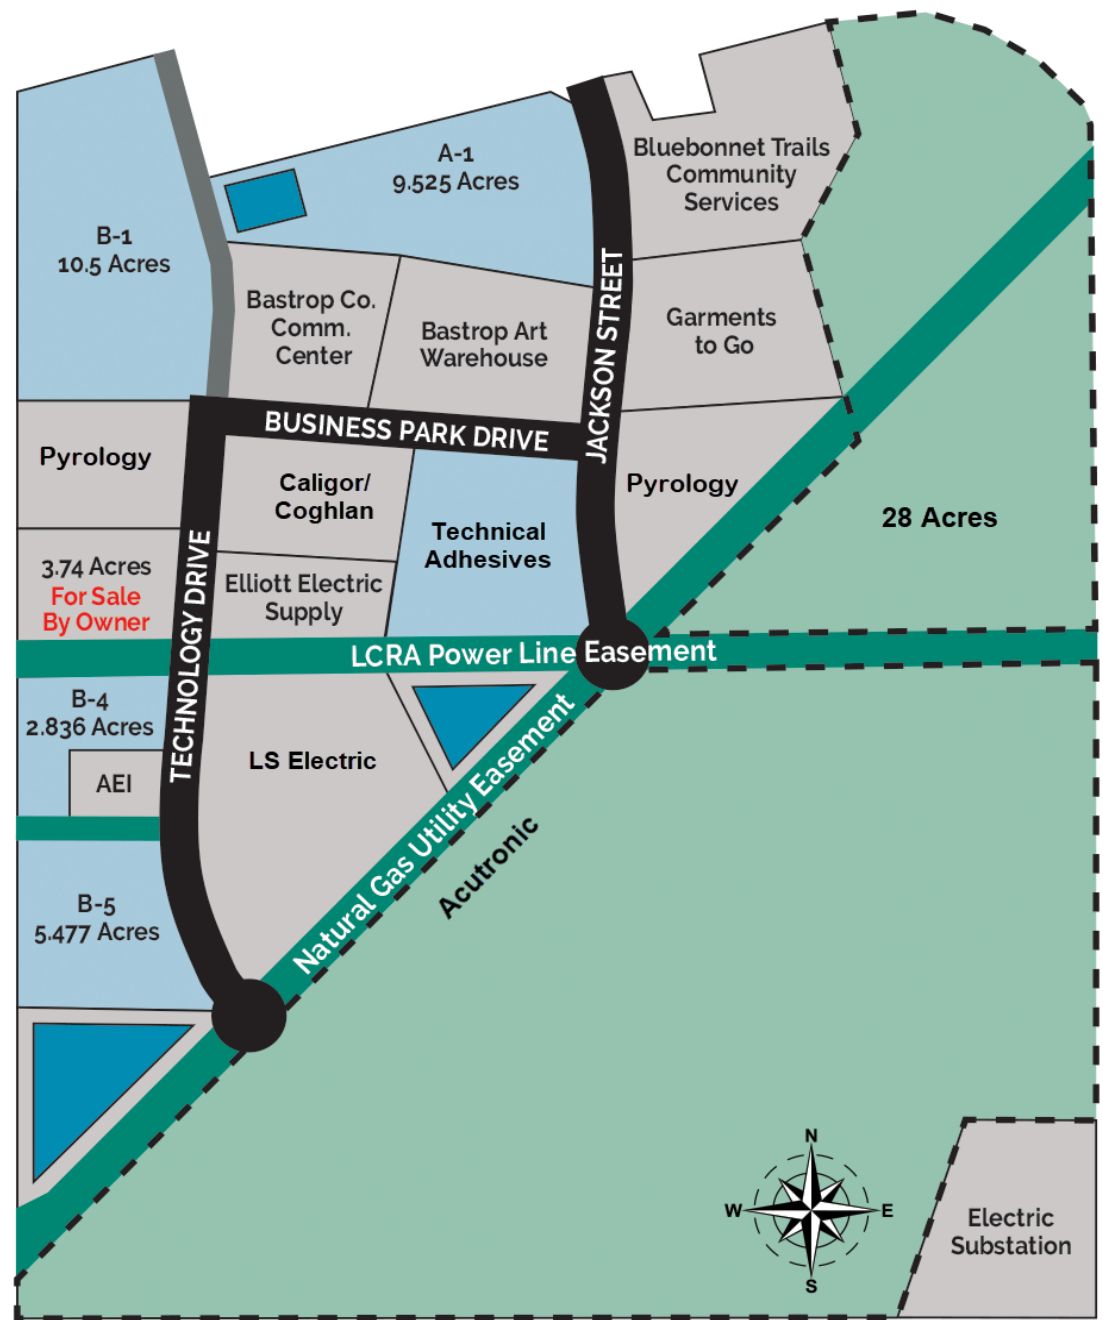 A-1
9.525 Acres
Bluebonnet Trails
Community
Services
B-1
10.5 Acres
Bastrop Co.
Comm.
Center
Bastrop Art
Warehouse
JACKSON STREET
Garments
to Go
BUSINESS PARK DRIVE
Pyrology
Caligor/
Coghlan
Technical
Adhesives
Pyrology
28 Acres
3.74 Acres
For Sale
By Owner
TECHNOLOGY DRIVE
Elliott Electric
Supply
LCRA Power Line Easement
B-4
2.836 Acres
AEI
LS Electric
Natural Gas Utility Easement
Acutronic
B-5
5.477 Acres
N
W
E
S
Electric
Substation